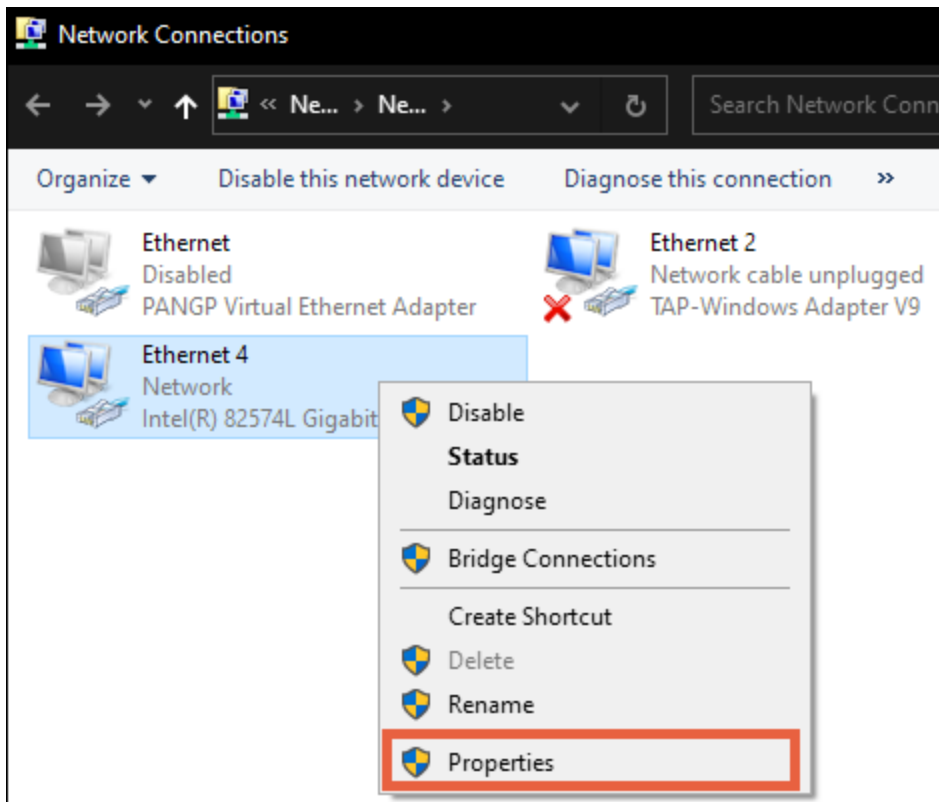 Network Connections
« Ne... › Ne... ›
Search Network Conn
Organize Disable this network device Diagnose this connection »
Ethernet
Disabled
PANGP Virtual Ethernet Adapter
Ethernet 2
Network cable unplugged
TAP-Windows Adapter V9
Ethernet 4
Network
Intel(R) 82574L Gigabit
Disable
Status
Diagnose
Bridge Connections
Create Shortcut
Delete
Rename
Properties